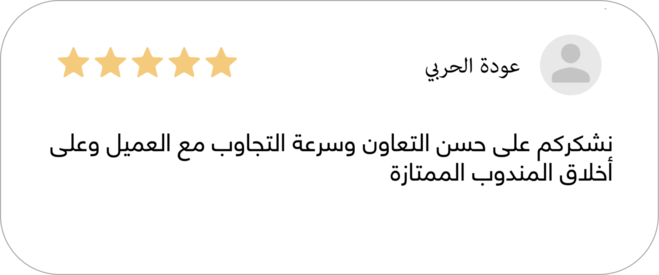 عودة الحربي
نشكركم على حسن التعاون وسرعة التجاوب مع العميل وعلى
أخلاق المندوب الممتازة